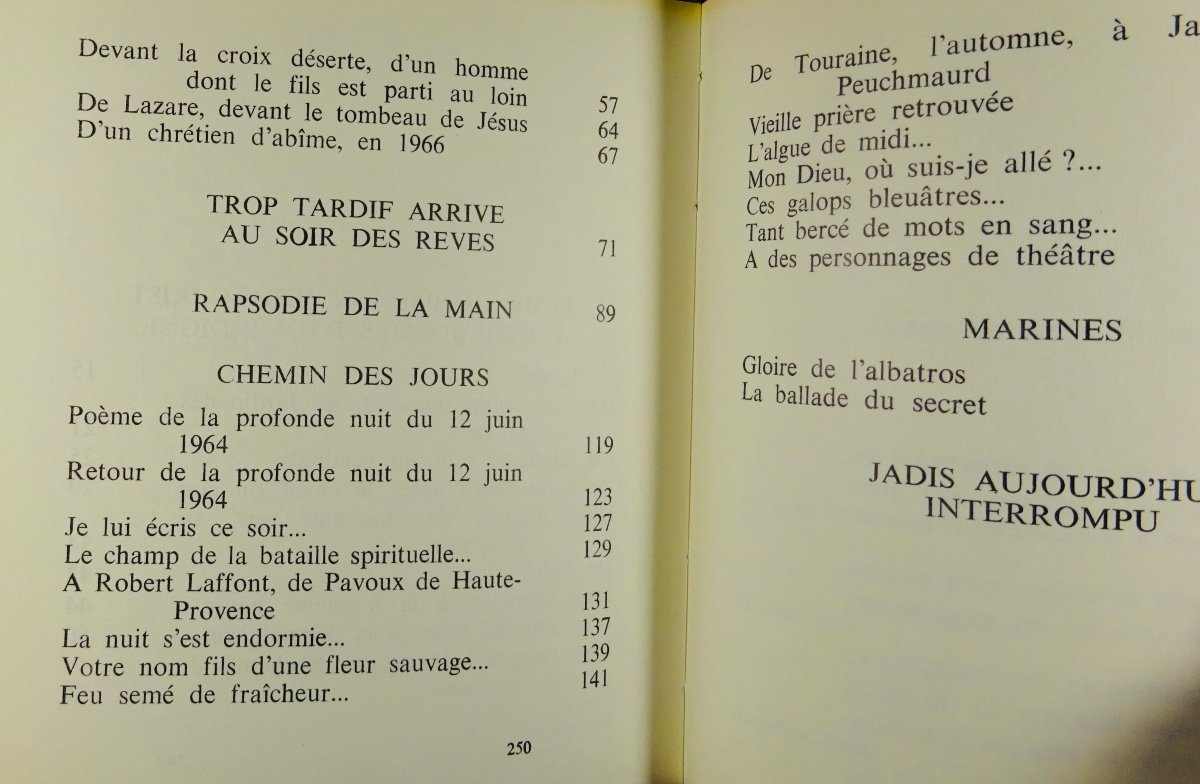 Devant la croix déserte, d'un homme
dont le fils est parti au loin 57
De Lazare, devant le tombeau de Jésus 64
D'un chrétien d'abîme, en 1966 67
TROP TARDIF ARRIVE
AU SOIR DES REVES 71
RAPSODIE DE LA MAIN 89
CHEMIN DES JOURS
Poème de la profonde nuit du 12 juin
1964 119
Retour de la profonde nuit du 12 juin
1964 123
Je lui écris ce soir... 127
Le champ de la bataille spirituelle... 129
A Robert Laffont, de Pavoux de Haute-
Provence 131
La nuit s'est endormie... 137
Votre nom fils d'une fleur sauvage... 139
Feu semé de fraîcheur... 141
250
De Touraine, l'automne, à Ja
Peuchmaurd
Vieille prière retrouvée
L'algue de midi...
Mon Dieu, où suis-je allé ?...
Ces galops bleuâtres...
Tant bercé de mots en sang...
A des personnages de théâtre
MARINES
Gloire de l'albatros
La ballade du secret
JADIS AUJOURD'HU
INTERROMPU